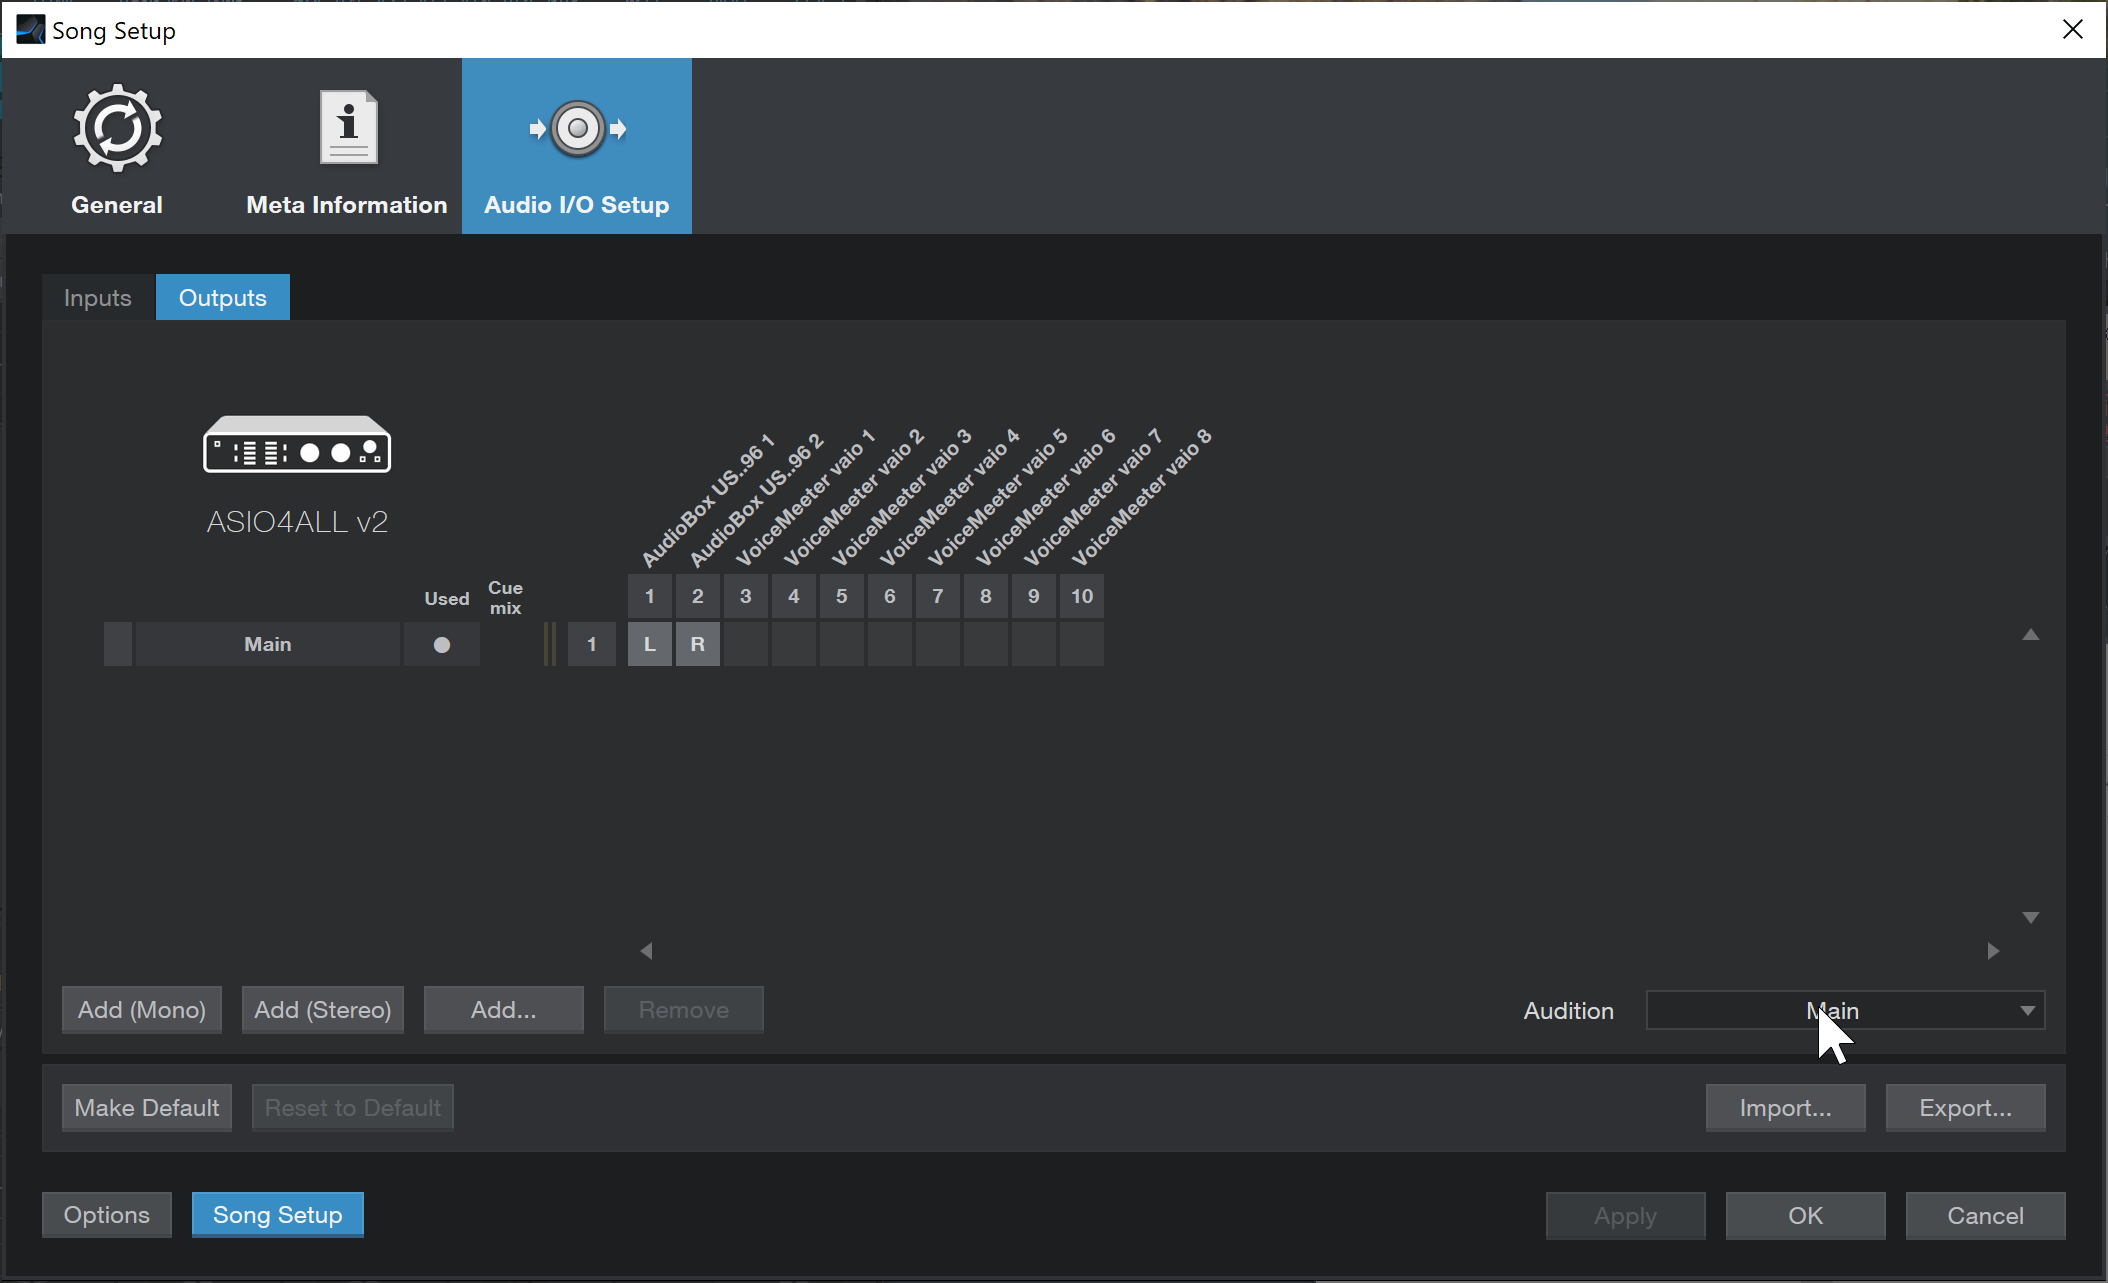 Song Setup
General
Meta Information
Audio I/O Setup
Inputs
Outputs
ASIO4ALL v2
AudioBox US..96 1
AudioBox US..96 2
VoiceMeeter vaio 1
VoiceMeeter vaio 2
VoiceMeeter vaio 3
VoiceMeeter vaio 4
VoiceMeeter vaio 5
VoiceMeeter vaio 6
VoiceMeeter vaio 7
VoiceMeeter vaio 8
Used
Cue
mix
1 2 3 4 5 6 7 8 9 10
Main 1 L R
Add (Mono)
Add (Stereo)
Add...
Remove
Audition
Main
Make Default
Reset to Default
Import...
Export...
Options
Song Setup
Apply
OK
Cancel